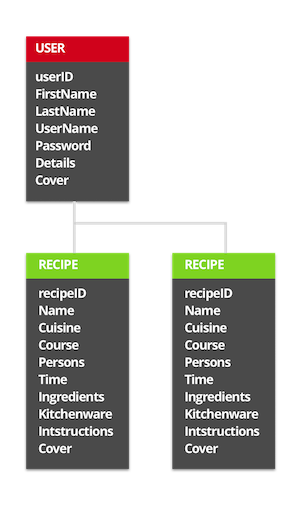 USER
userID
FirstName
LastName
UserName
Password
Details
Cover
RECIPE
recipeID
Name
Cuisine
Course
Persons
Time
Ingredients
Kitchenware
Intstructions
Cover
RECIPE
recipeID
Name
Cuisine
Course
Persons
Time
Ingredients
Kitchenware
Intstructions
Cover